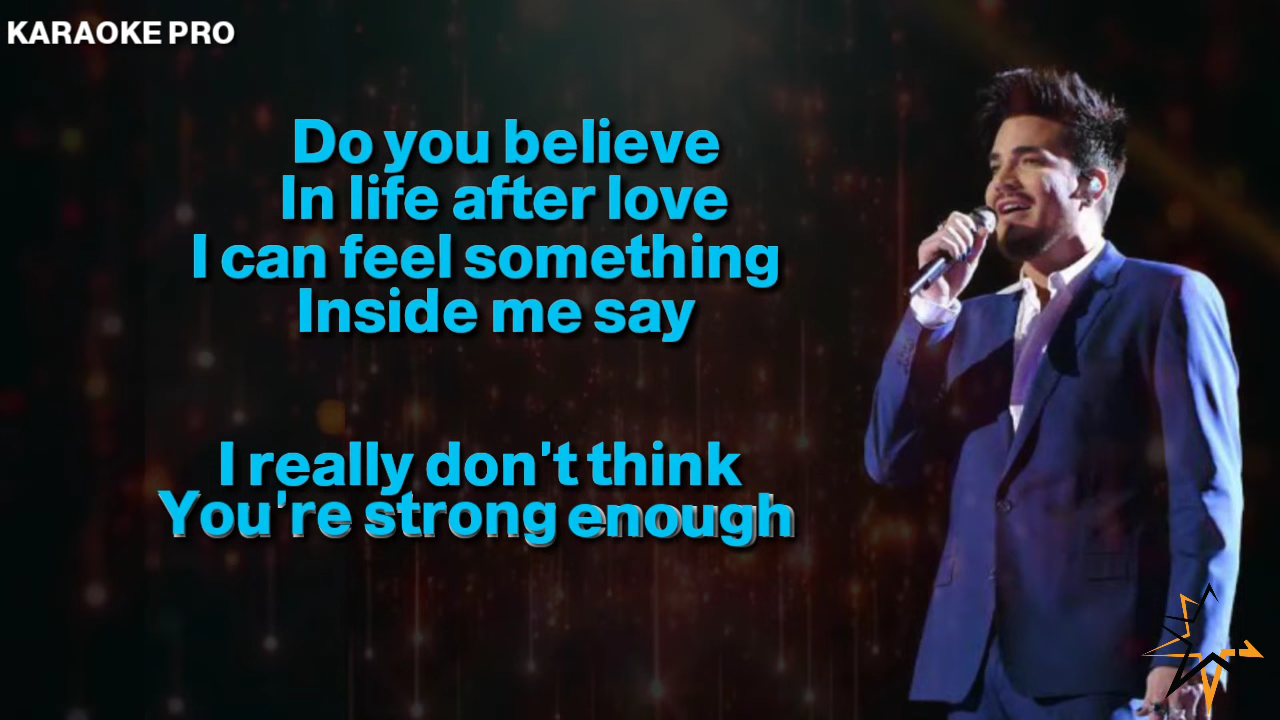 KARAOKE PRO
Do you believe
In life after love
I can feel something
Inside me say
I really don't think
You're strong enough